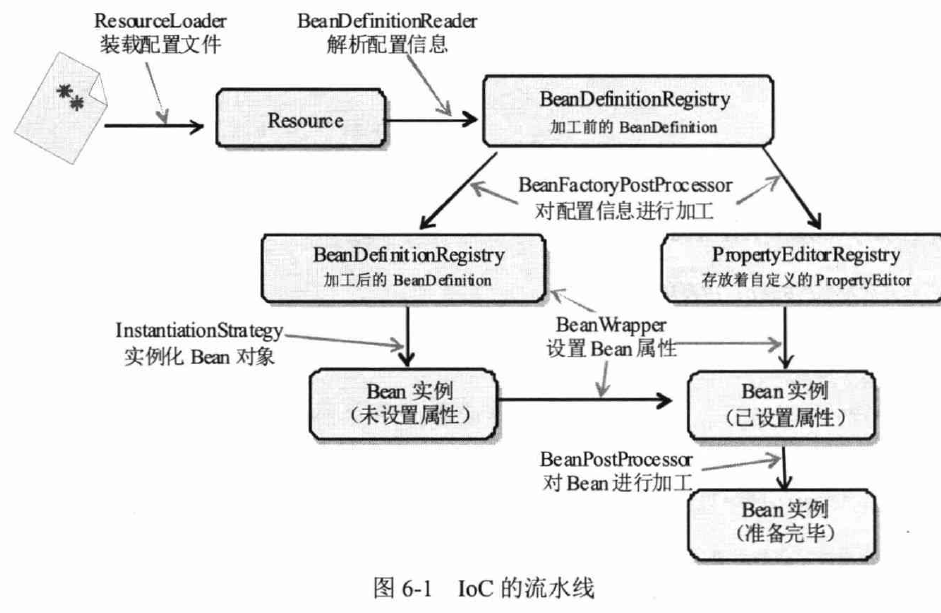 ResourceLoader
装载配置文件
BeanDefinitionReader
解析配置信息
**
Resource
BeanDefinitionRegistry
加工前的 BeanDefinition
BeanFactoryPostProcessor
对配置信息进行加工
BeanDefinitionRegistry
加工后的 BeanDefinition
PropertyEditorRegistry
存放着自定义的 PropertyEditor
InstantiationStrategy
实例化 Bean 对象
BeanWrapper
设置 Bean 属性
Bean 实例
（未设置属性）
Bean 实例
（已设置属性）
BeanPostProcessor
对 Bean 进行加工
Bean 实例
（准备完毕）
图 6-1 IoC 的流水线